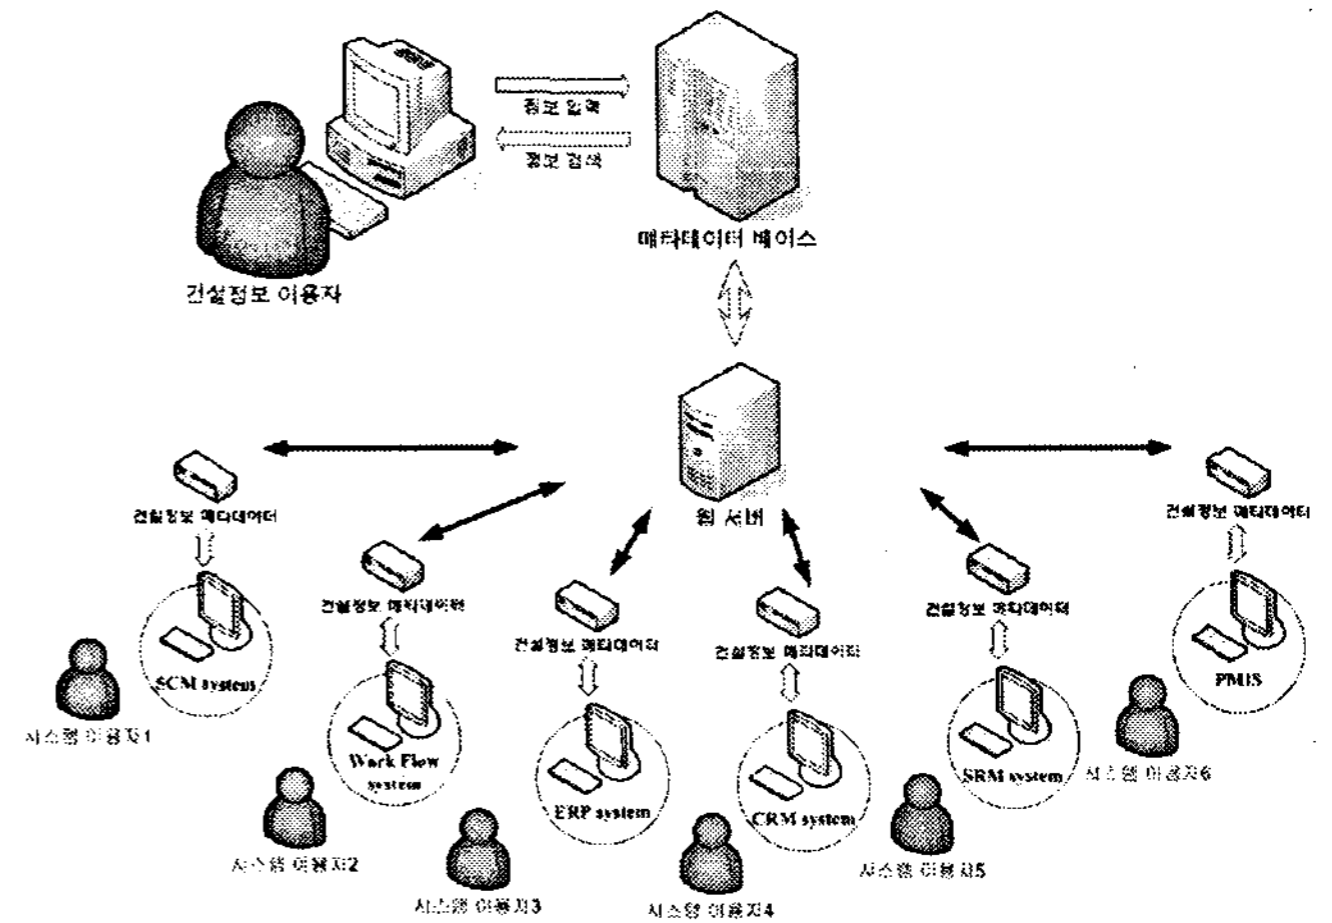 정보 입력
정보 검색
메타데이터 베이스
건설정보 이용자
웹 서버
건설정보 메타데이터
SCM system
시스템 이용자1
건설정보 메타데이터
Work Flow
system
시스템 이용자2
건설정보 메타데이터
ERP system
시스템 이용자3
건설정보 메타데이터
CRM system
시스템 이용자4
건설정보 메타데이터
SRM system
시스템 이용자5
건설정보 메타데이터
PMIS
시스템 이용자6